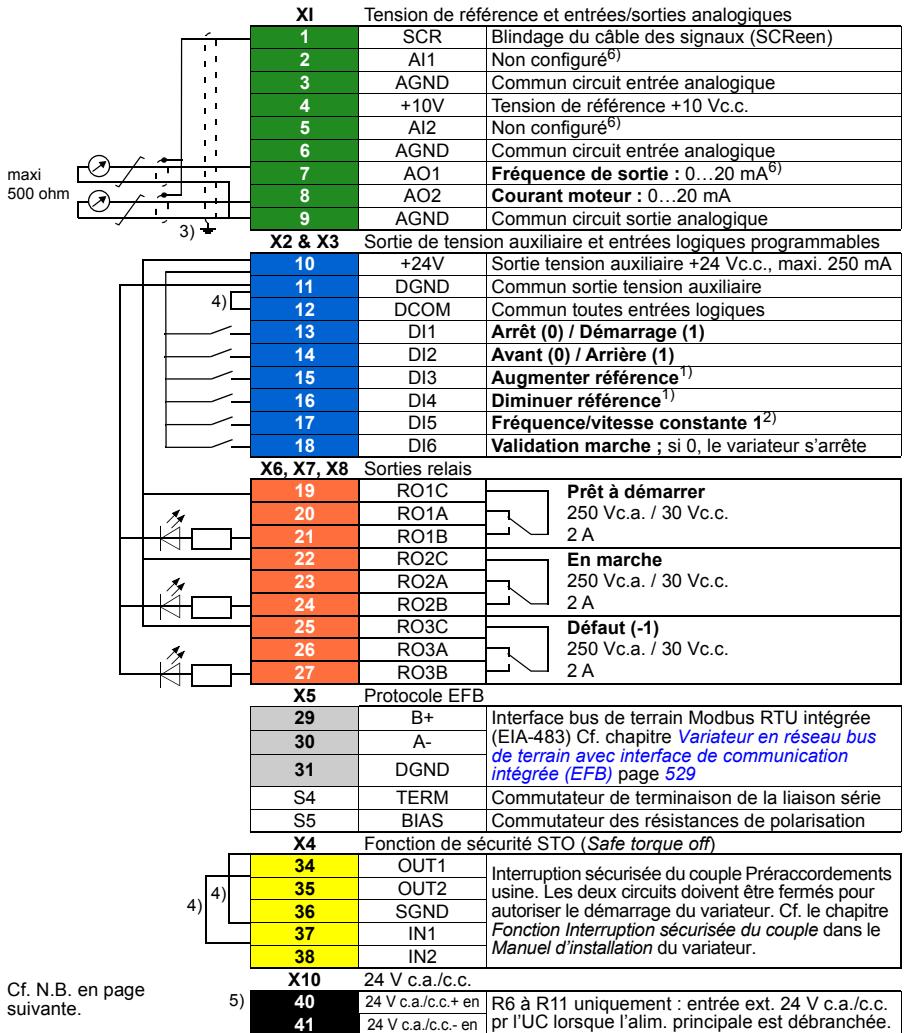 XI Tension de référence et entrées/sorties analogiques
1 SCR Blindage du câble des signaux (SCReen)
2 AI1 Non configuré6)
3 AGND Commun circuit entrée analogique
4 +10V Tension de référence +10 Vc.c.
5 AI2 Non configuré6)
6 AGND Commun circuit entrée analogique
7 AO1 Fréquence de sortie : 0…20 mA6)
8 AO2 Courant moteur : 0…20 mA
9 AGND Commun circuit sortie analogique
maxi
500 ohm
3)
X2 & X3 Sortie de tension auxiliaire et entrées logiques programmables
10 +24V Sortie tension auxiliaire +24 Vc.c., maxi. 250 mA
11 DGND Commun sortie tension auxiliaire
4)
12 DCOM Commun toutes entrées logiques
13 DI1 Arrêt (0) / Démarrage (1)
14 DI2 Avant (0) / Arrière (1)
15 DI3 Augmenter référence1)
16 DI4 Diminuer référence1)
17 DI5 Fréquence/vitesse constante 12)
18 DI6 Validation marche ; si 0, le variateur s'arrête
X6, X7, X8 Sorties relais
19 RO1C Prêt à démarrer
20 RO1A 250 Vc.a. / 30 Vc.c.
21 RO1B 2 A
22 RO2C En marche
23 RO2A 250 Vc.a. / 30 Vc.c.
24 RO2B 2 A
25 RO3C Défaut (-1)
26 RO3A 250 Vc.a. / 30 Vc.c.
27 RO3B 2 A
X5 Protocole EFB
29 B+
30 A-
31 DGND
Interface bus de terrain Modbus RTU intégrée
(EIA-483) Cf. chapitre Variateur en réseau bus
de terrain avec interface de communication
intégrée (EFB) page 529
S4 TERM Commutateur de terminaison de la liaison série
S5 BIAS Commutateur des résistances de polarisation
X4 Fonction de sécurité STO (Safe torque off)
34 OUT1
35 OUT2
36 SGND
37 IN1
38 IN2
4)
4)
Interruption sécurisée du couple Préraccordements
usine. Les deux circuits doivent être fermés pour
autoriser le démarrage du variateur. Cf. le chapitre
Fonction Interruption sécurisée du couple dans le
Manuel d'installation du variateur.
X10 24 V c.a./c.c.
Cf. N.B. en page
suivante.
5)
40 24 V c.a./c.c.+ en
41 24 V c.a./c.c.- en
R6 à R11 uniquement : entrée ext. 24 V c.a./c.c.
pr l'UC lorsque l'alim. principale est débranchée.